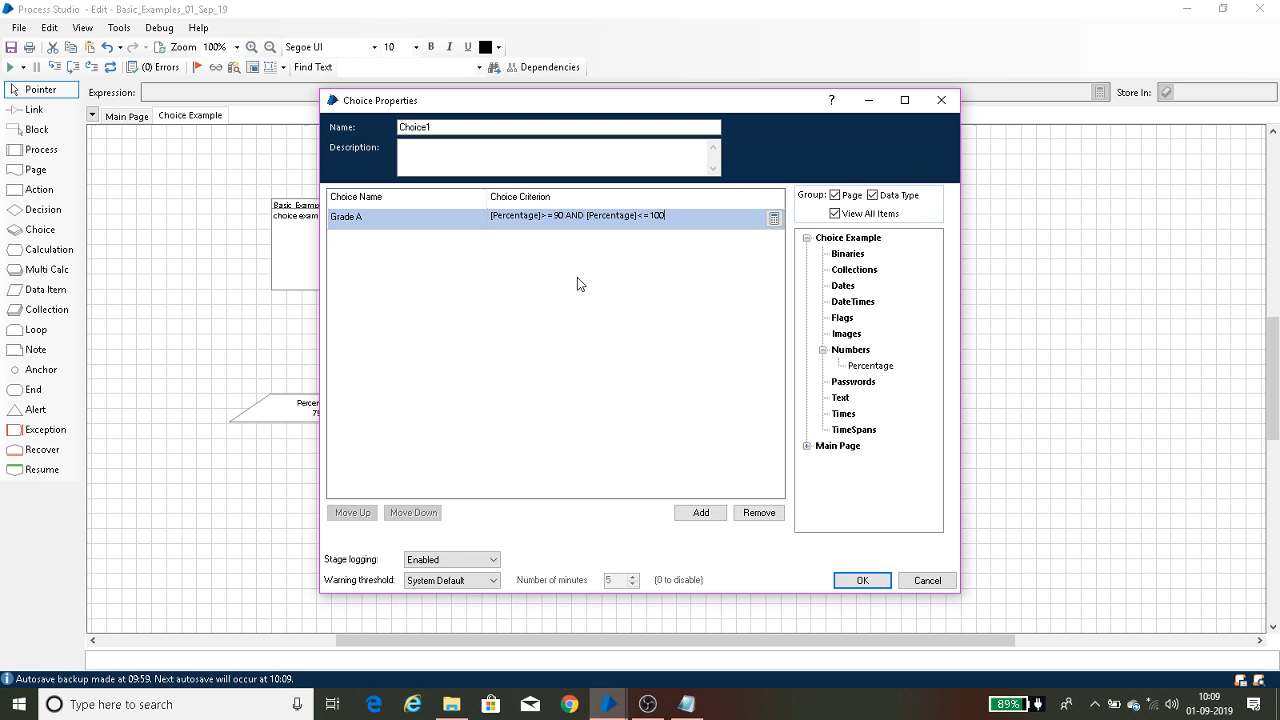 Process Studio - Edit - Basic_Examples_01_Sep_19
File Edit View Tools Debug Help
Zoom 100% Segoe UI 10 B I U
(0) Errors Find Text Dependencies
Pointer
Expression: Store In:
Link
Main Page Choice Example
Block
Process
Page
Action
Decision
Choice
Calculation
Multi Calc
Data Item
Collection
Loop
Note
Anchor
End
Alert
Exception
Recover
Resume
Basic_Exam
choice exam
Percen
75
Choice Properties ?
Name: Choice1
Description:
Choice Name Choice Criterion
Grade A [Percentage]>=90 AND [Percentage]<=100
Group: Page Data Type
View All Items
Choice Example
Binaries
Collections
Dates
DateTimes
Flags
Images
Numbers
Percentage
Passwords
Text
Times
TimeSpans
Main Page
Move Up Move Down Add Remove
Stage logging: Enabled
Warning threshold: System Default Number of minutes 5 (0 to disable)
OK Cancel
Autosave backup made at 09:59. Next autosave will occur at 10:09.
Type here to search
89%
10:09
01-09-2019